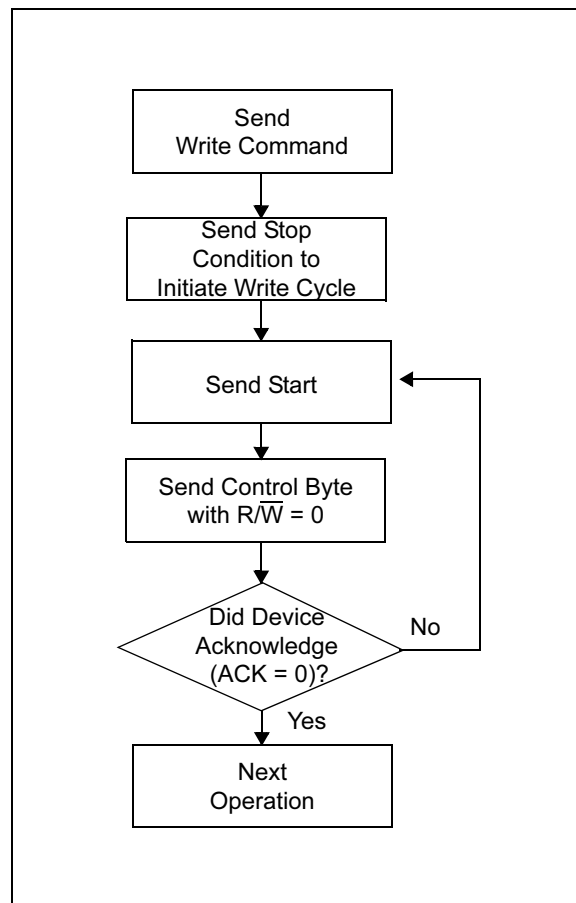 Send
Write Command
Send Stop
Condition to
Initiate Write Cycle
Send Start
Send Control Byte
with R/W̅ = 0
Did Device
Acknowledge
(ACK = 0)?
No
Yes
Next
Operation